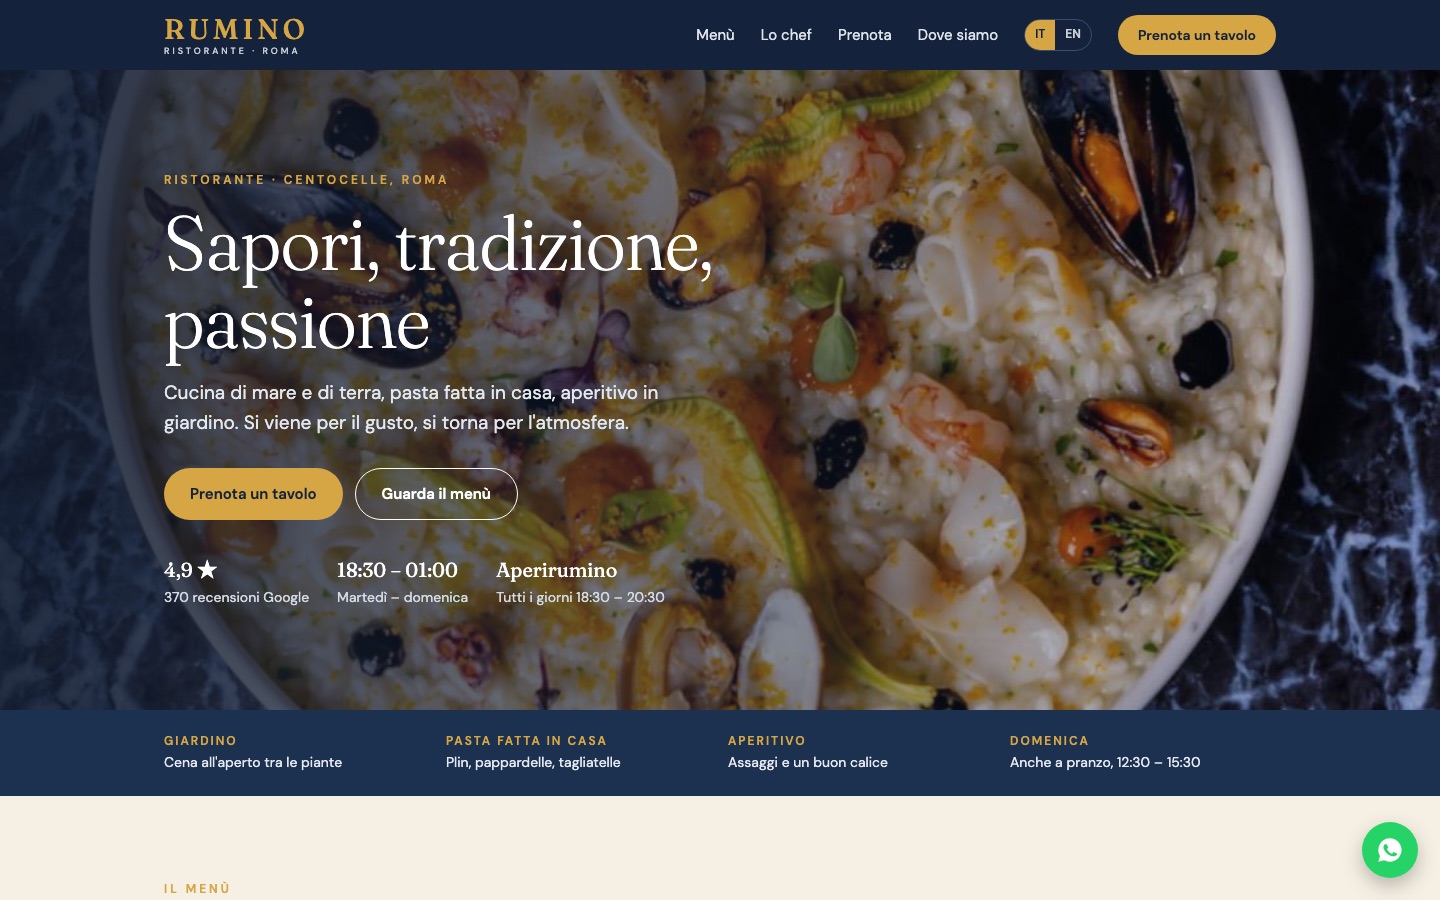 RUMINO
RISTORANTE · ROMA
Menù
Lo chef
Prenota
Dove siamo
IT
EN
Prenota un tavolo
RISTORANTE · CENTOCELLE, ROMA
Sapori, tradizione,
passione
Cucina di mare e di terra, pasta fatta in casa, aperitivo in
giardino. Si viene per il gusto, si torna per l'atmosfera.
Prenota un tavolo
Guarda il menù
4,9 ★
370 recensioni Google
18:30 – 01:00
Martedì – domenica
Aperirumino
Tutti i giorni 18:30 – 20:30
GIARDINO
Cena all'aperto tra le piante
PASTA FATTA IN CASA
Plin, pappardelle, tagliatelle
APERITIVO
Assaggi e un buon calice
DOMENICA
Anche a pranzo, 12:30 – 15:30
IL MENÙ